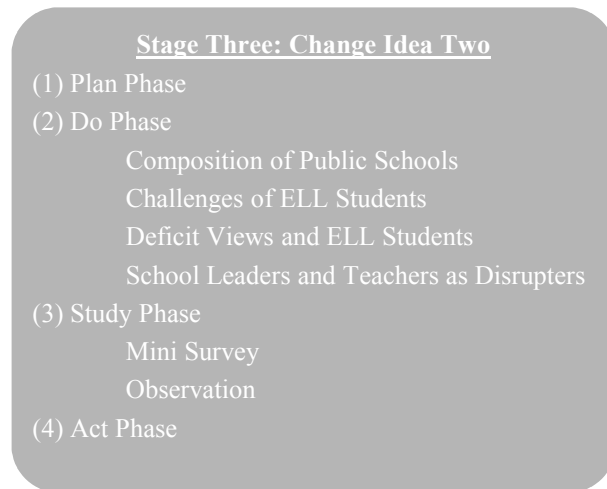 Stage Three: Change Idea Two
(1) Plan Phase
(2) Do Phase
Composition of Public Schools
Challenges of ELL Students
Deficit Views and ELL Students
School Leaders and Teachers as Disrupters
(3) Study Phase
Mini Survey
Observation
(4) Act Phase